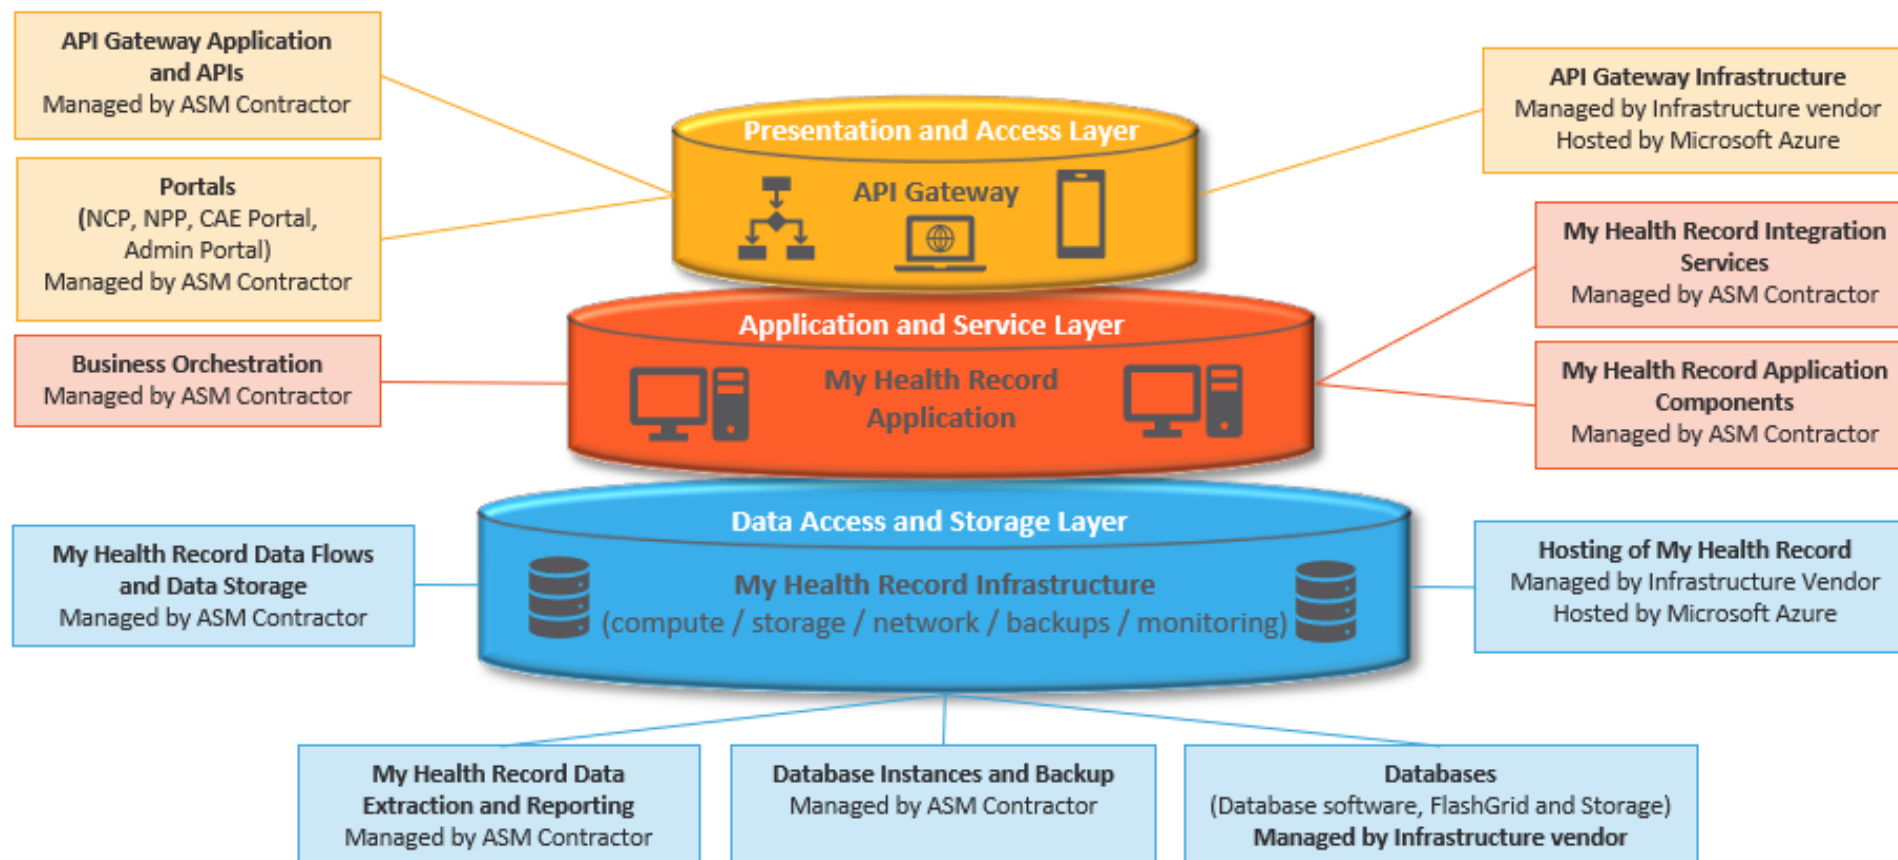 API Gateway Application
and APIs
Managed by ASM Contractor
Portals
(NCP, NPP, CAE Portal,
Admin Portal)
Managed by ASM Contractor
Business Orchestration
Managed by ASM Contractor
Presentation and Access Layer
API Gateway
API Gateway Infrastructure
Managed by Infrastructure vendor
Hosted by Microsoft Azure
Application and Service Layer
My Health Record
Application
My Health Record Integration
Services
Managed by ASM Contractor
My Health Record Application
Components
Managed by ASM Contractor
My Health Record Data Flows
and Data Storage
Managed by ASM Contractor
Data Access and Storage Layer
My Health Record Infrastructure
(compute / storage / network / backups / monitoring)
Hosting of My Health Record
Managed by Infrastructure Vendor
Hosted by Microsoft Azure
My Health Record Data
Extraction and Reporting
Managed by ASM Contractor
Database Instances and Backup
Managed by ASM Contractor
Databases
(Database software, FlashGrid and Storage)
Managed by Infrastructure vendor